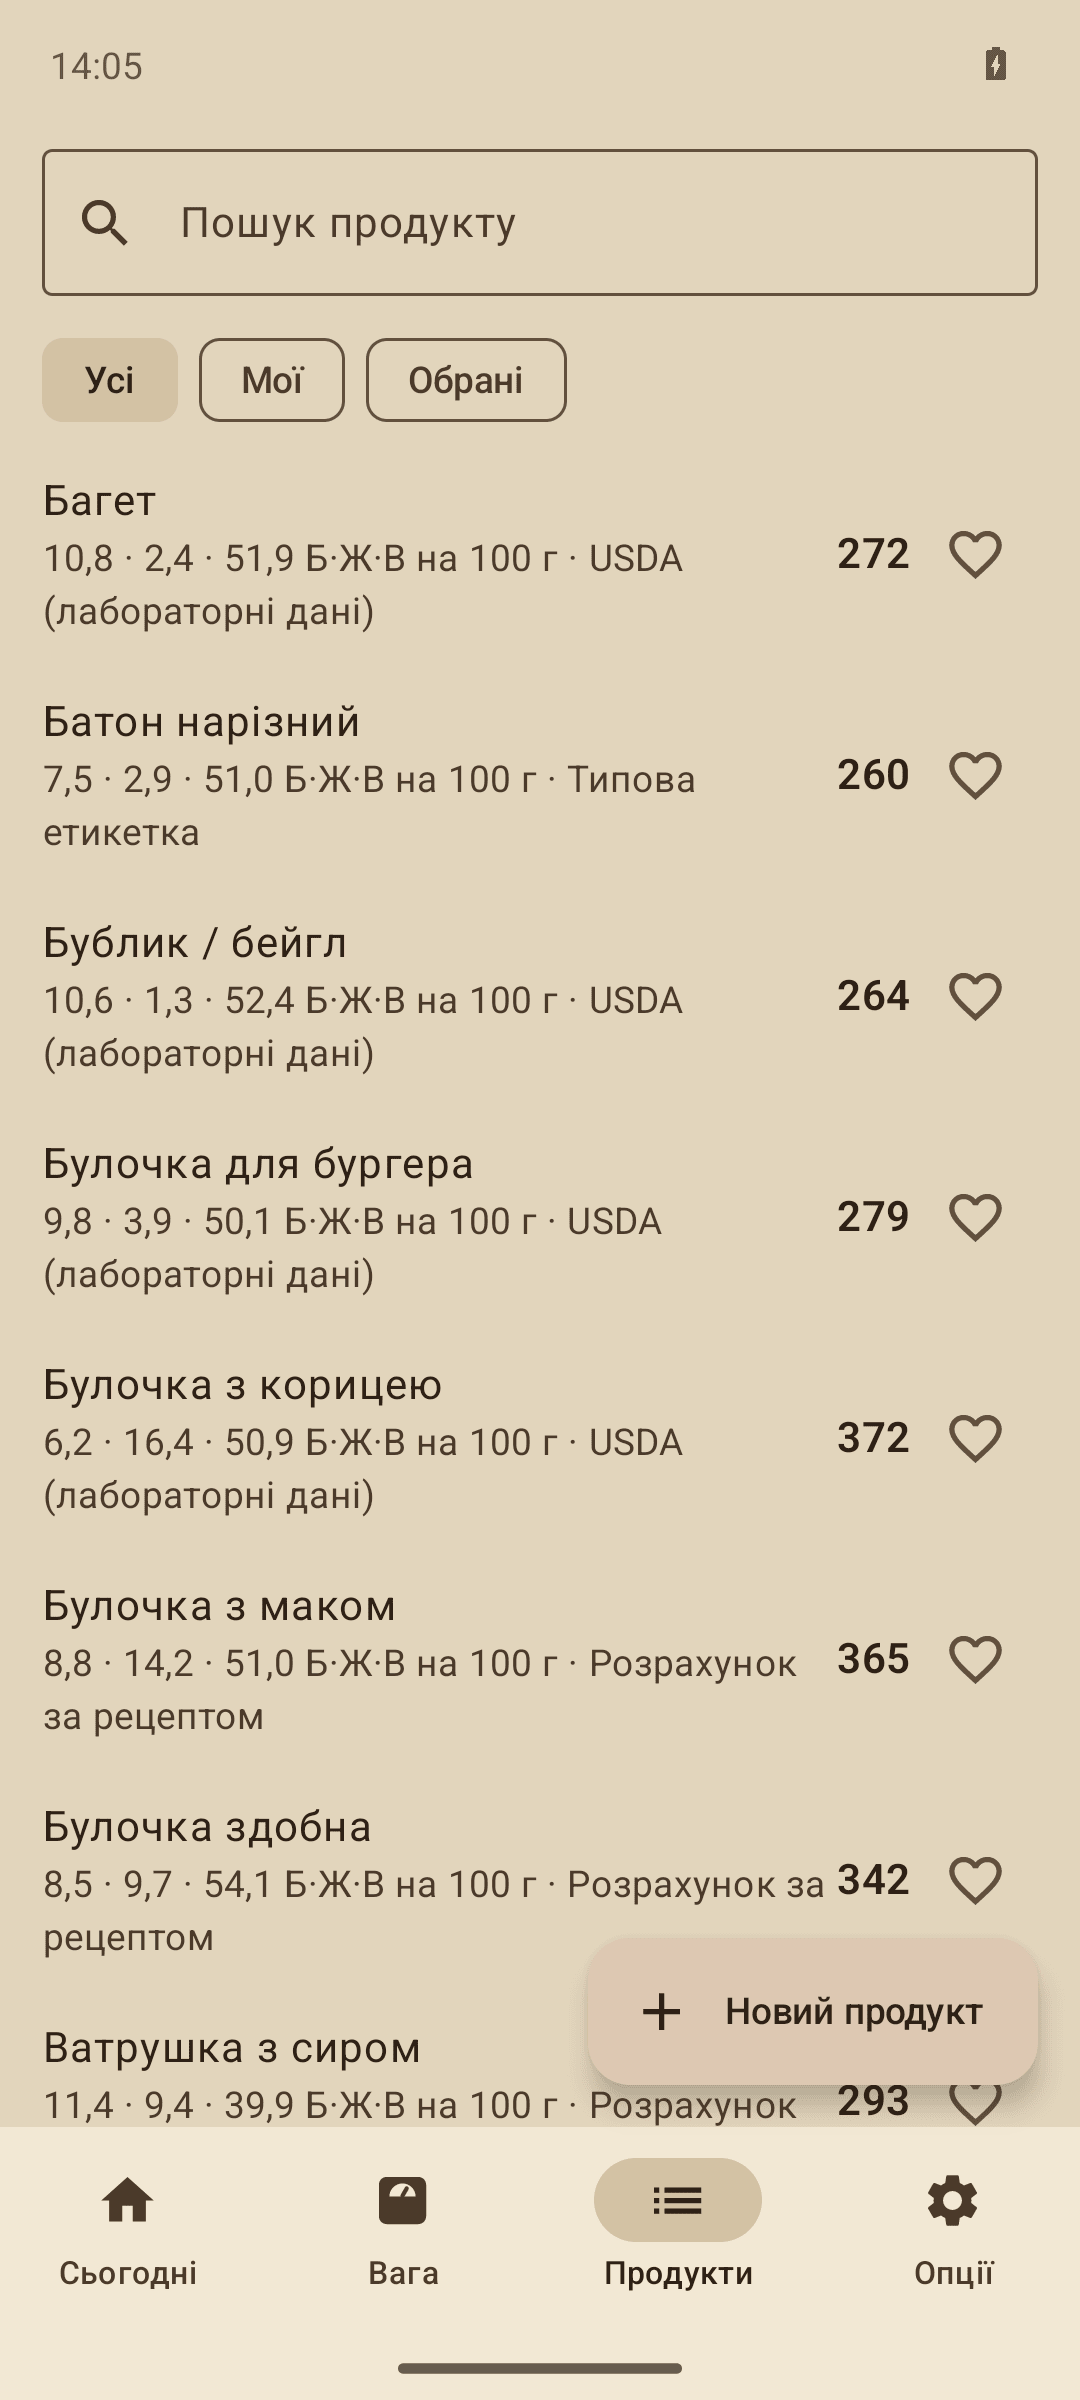 14:05
Пошук продукту
Усі
Мої
Обрані
Багет
10,8 · 2,4 · 51,9 Б·Ж·В на 100 г · USDA
(лабораторні дані)
272
Батон нарізний
7,5 · 2,9 · 51,0 Б·Ж·В на 100 г · Типова
етикетка
260
Бублик / бейгл
10,6 · 1,3 · 52,4 Б·Ж·В на 100 г · USDA
(лабораторні дані)
264
Булочка для бургера
9,8 · 3,9 · 50,1 Б·Ж·В на 100 г · USDA
(лабораторні дані)
279
Булочка з корицею
6,2 · 16,4 · 50,9 Б·Ж·В на 100 г · USDA
(лабораторні дані)
372
Булочка з маком
8,8 · 14,2 · 51,0 Б·Ж·В на 100 г · Розрахунок
за рецептом
365
Булочка здобна
8,5 · 9,7 · 54,1 Б·Ж·В на 100 г · Розрахунок за
рецептом
342
Новий продукт
Ватрушка з сиром
11,4 · 9,4 · 39,9 Б·Ж·В на 100 г · Розрахунок
293
Сьогодні
Вага
Продукти
Опції